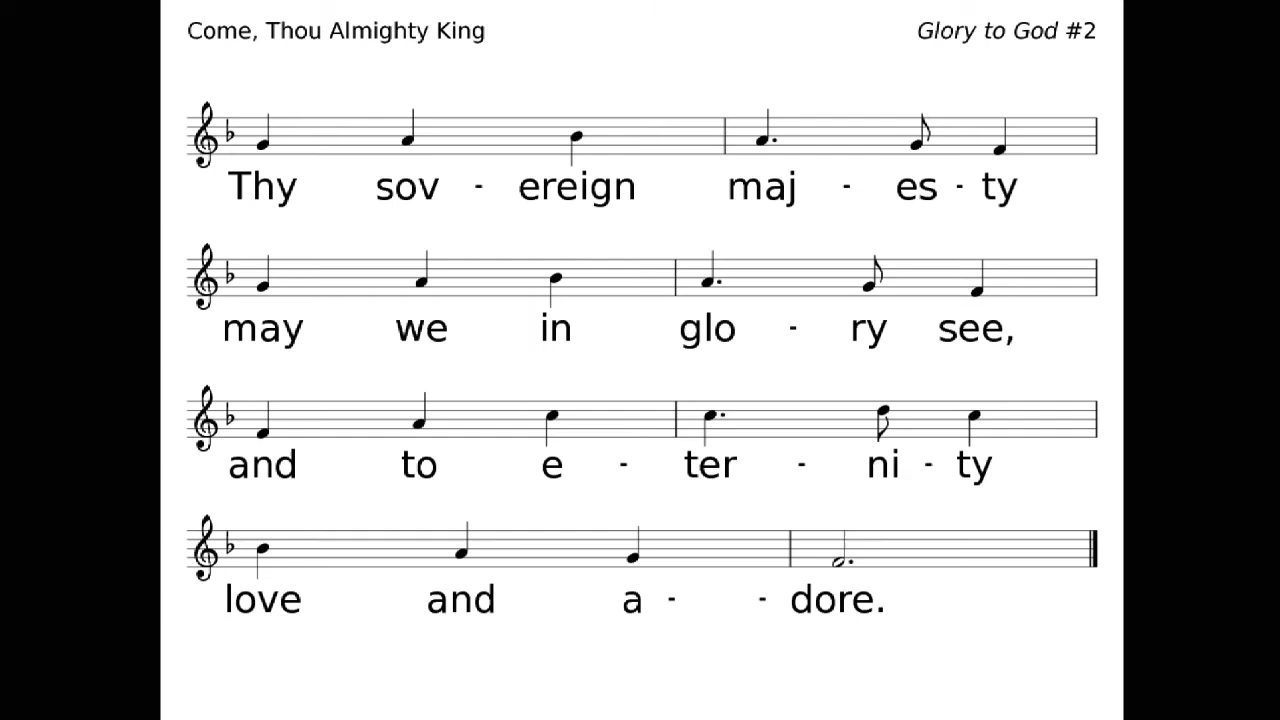 Come, Thou Almighty King
Glory to God #2
Thy sov - ereign maj - es - ty
may we in glo - ry see,
and to e - ter - ni - ty
love and a - - dore.